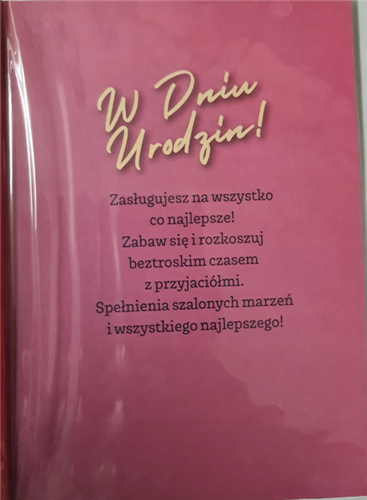 W Dniu
Urodzin!
Zasługujesz na wszystko
co najlepsze!
Zabaw się i rozkoszuj
beztroskim czasem
z przyjaciółmi.
Spełnienia szalonych marzeń
i wszystkiego najlepszego!